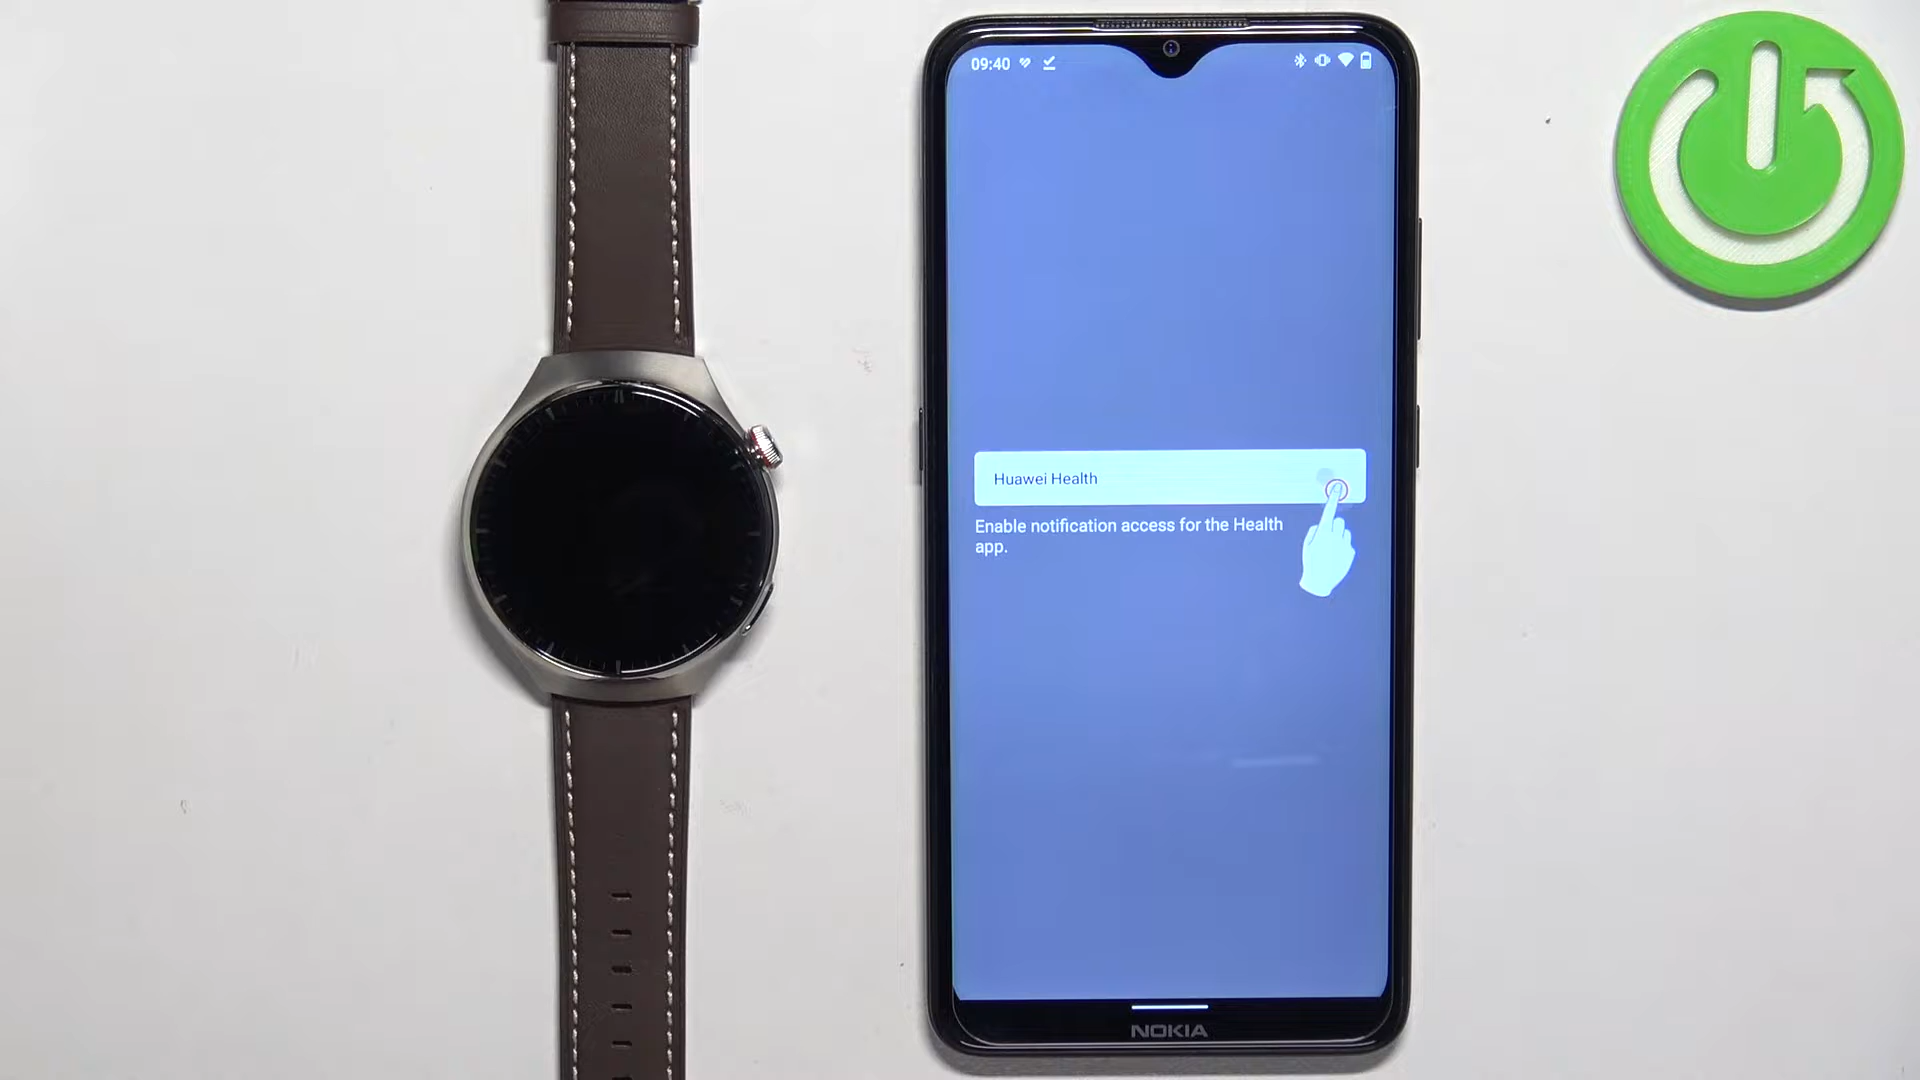 09:40
Huawei Health
Enable notification access for the Health
app.
NOKIA